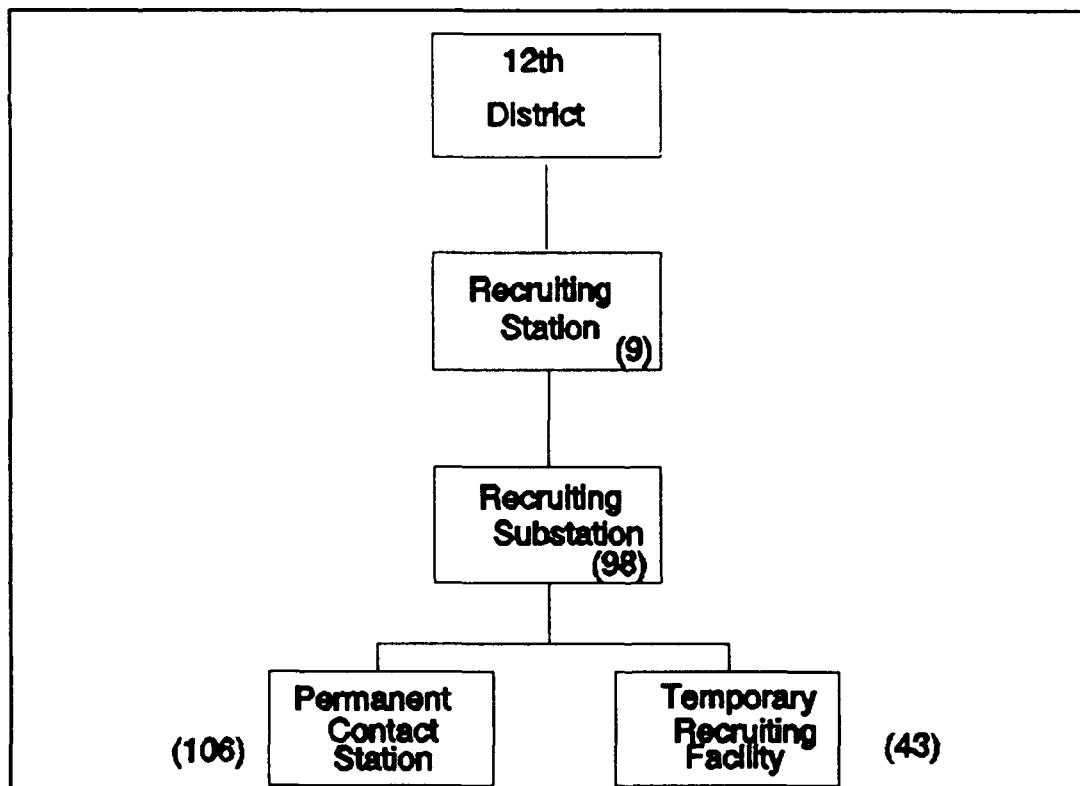 12th
District
Recruiting
Station
(9)
Recruiting
Substation
(98)
Permanent
Contact
Station
(106)
Temporary
Recruiting
Facility
(43)